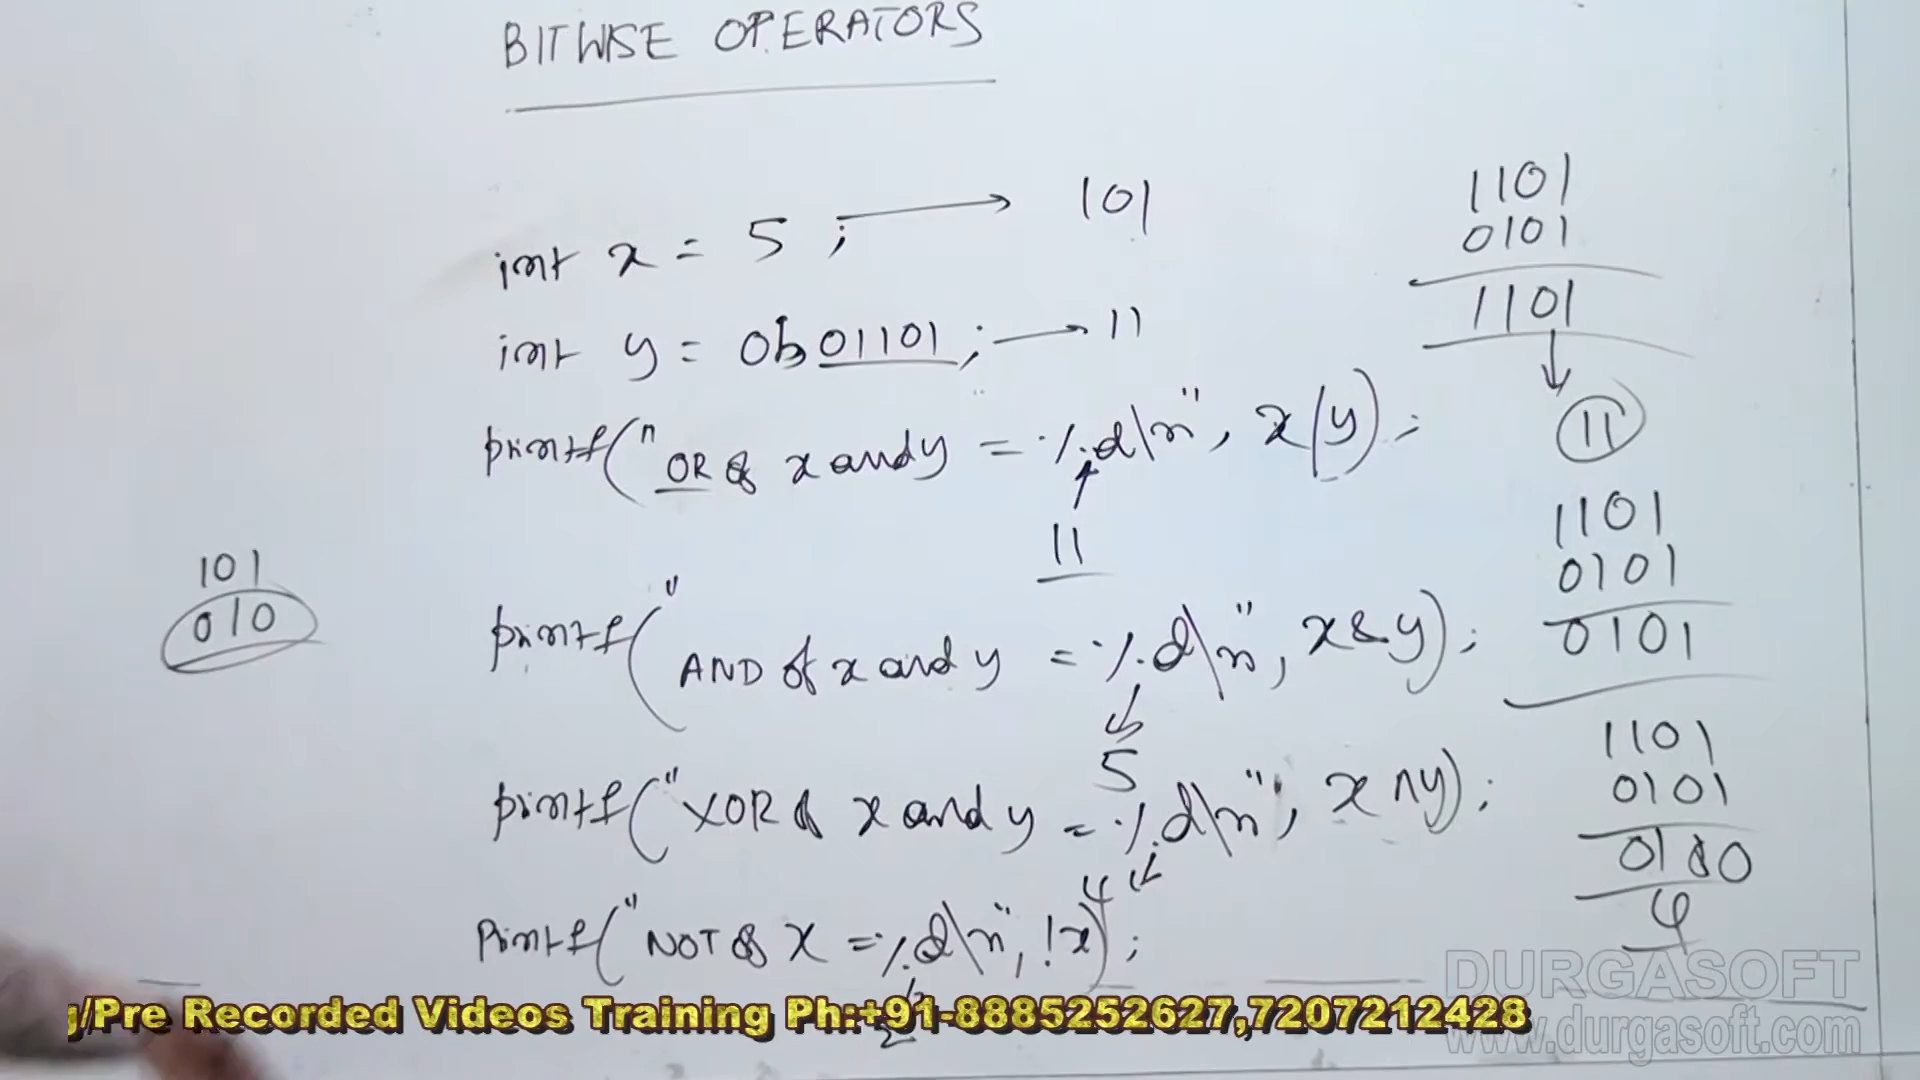 BITWISE OPERATORS
int x = 5 ; → 101
int y = 0b01101 ; → 11
printf("OR of x and y = %d\n", x|y);
11
printf("AND of x and y = %d\n", x&y);
5
printf("XOR of x and y = %d\n", x^y);
4
printf("NOT of x = %d\n", !x);
2
101
010
1101
0101
1101
11
1101
0101
0101
1101
0101
0100
4
g/Pre Recorded Videos Training Ph:+91-8885252627,7207212428
DURGASOFT
www.durgasoft.com